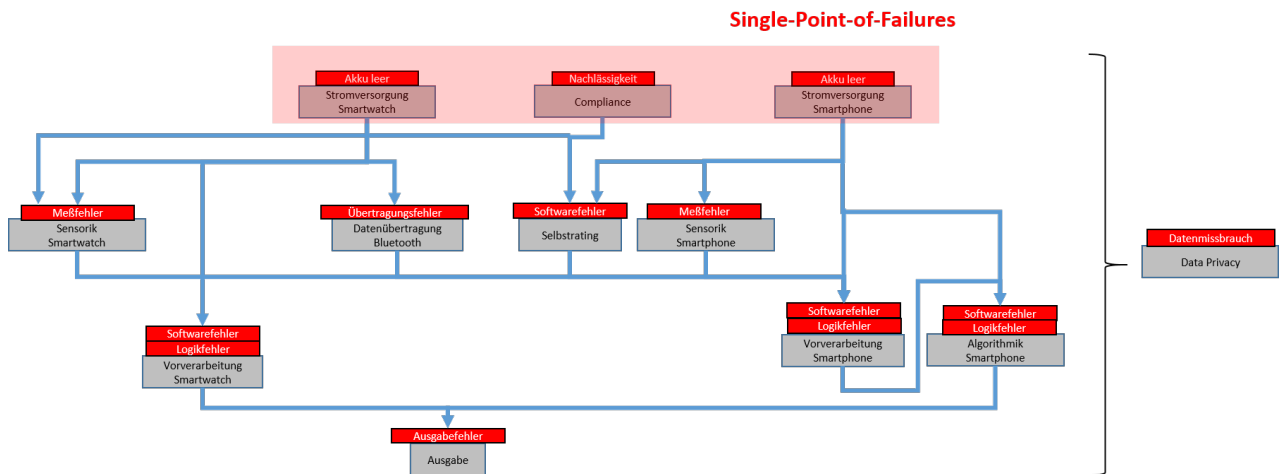 Single-Point-of-Failures
Akku leer
Stromversorgung
Smartwatch
Nachlässigkeit
Compliance
Akku leer
Stromversorgung
Smartphone
Meßfehler
Sensorik
Smartwatch
Übertragungsfehler
Datenübertragung
Bluetooth
Softwarefehler
Selbstrating
Meßfehler
Sensorik
Smartphone
Datenmissbrauch
Data Privacy
Softwarefehler
Logikfehler
Vorverarbeitung
Smartwatch
Softwarefehler
Logikfehler
Vorverarbeitung
Smartphone
Softwarefehler
Logikfehler
Algorithmik
Smartphone
Ausgabefehler
Ausgabe